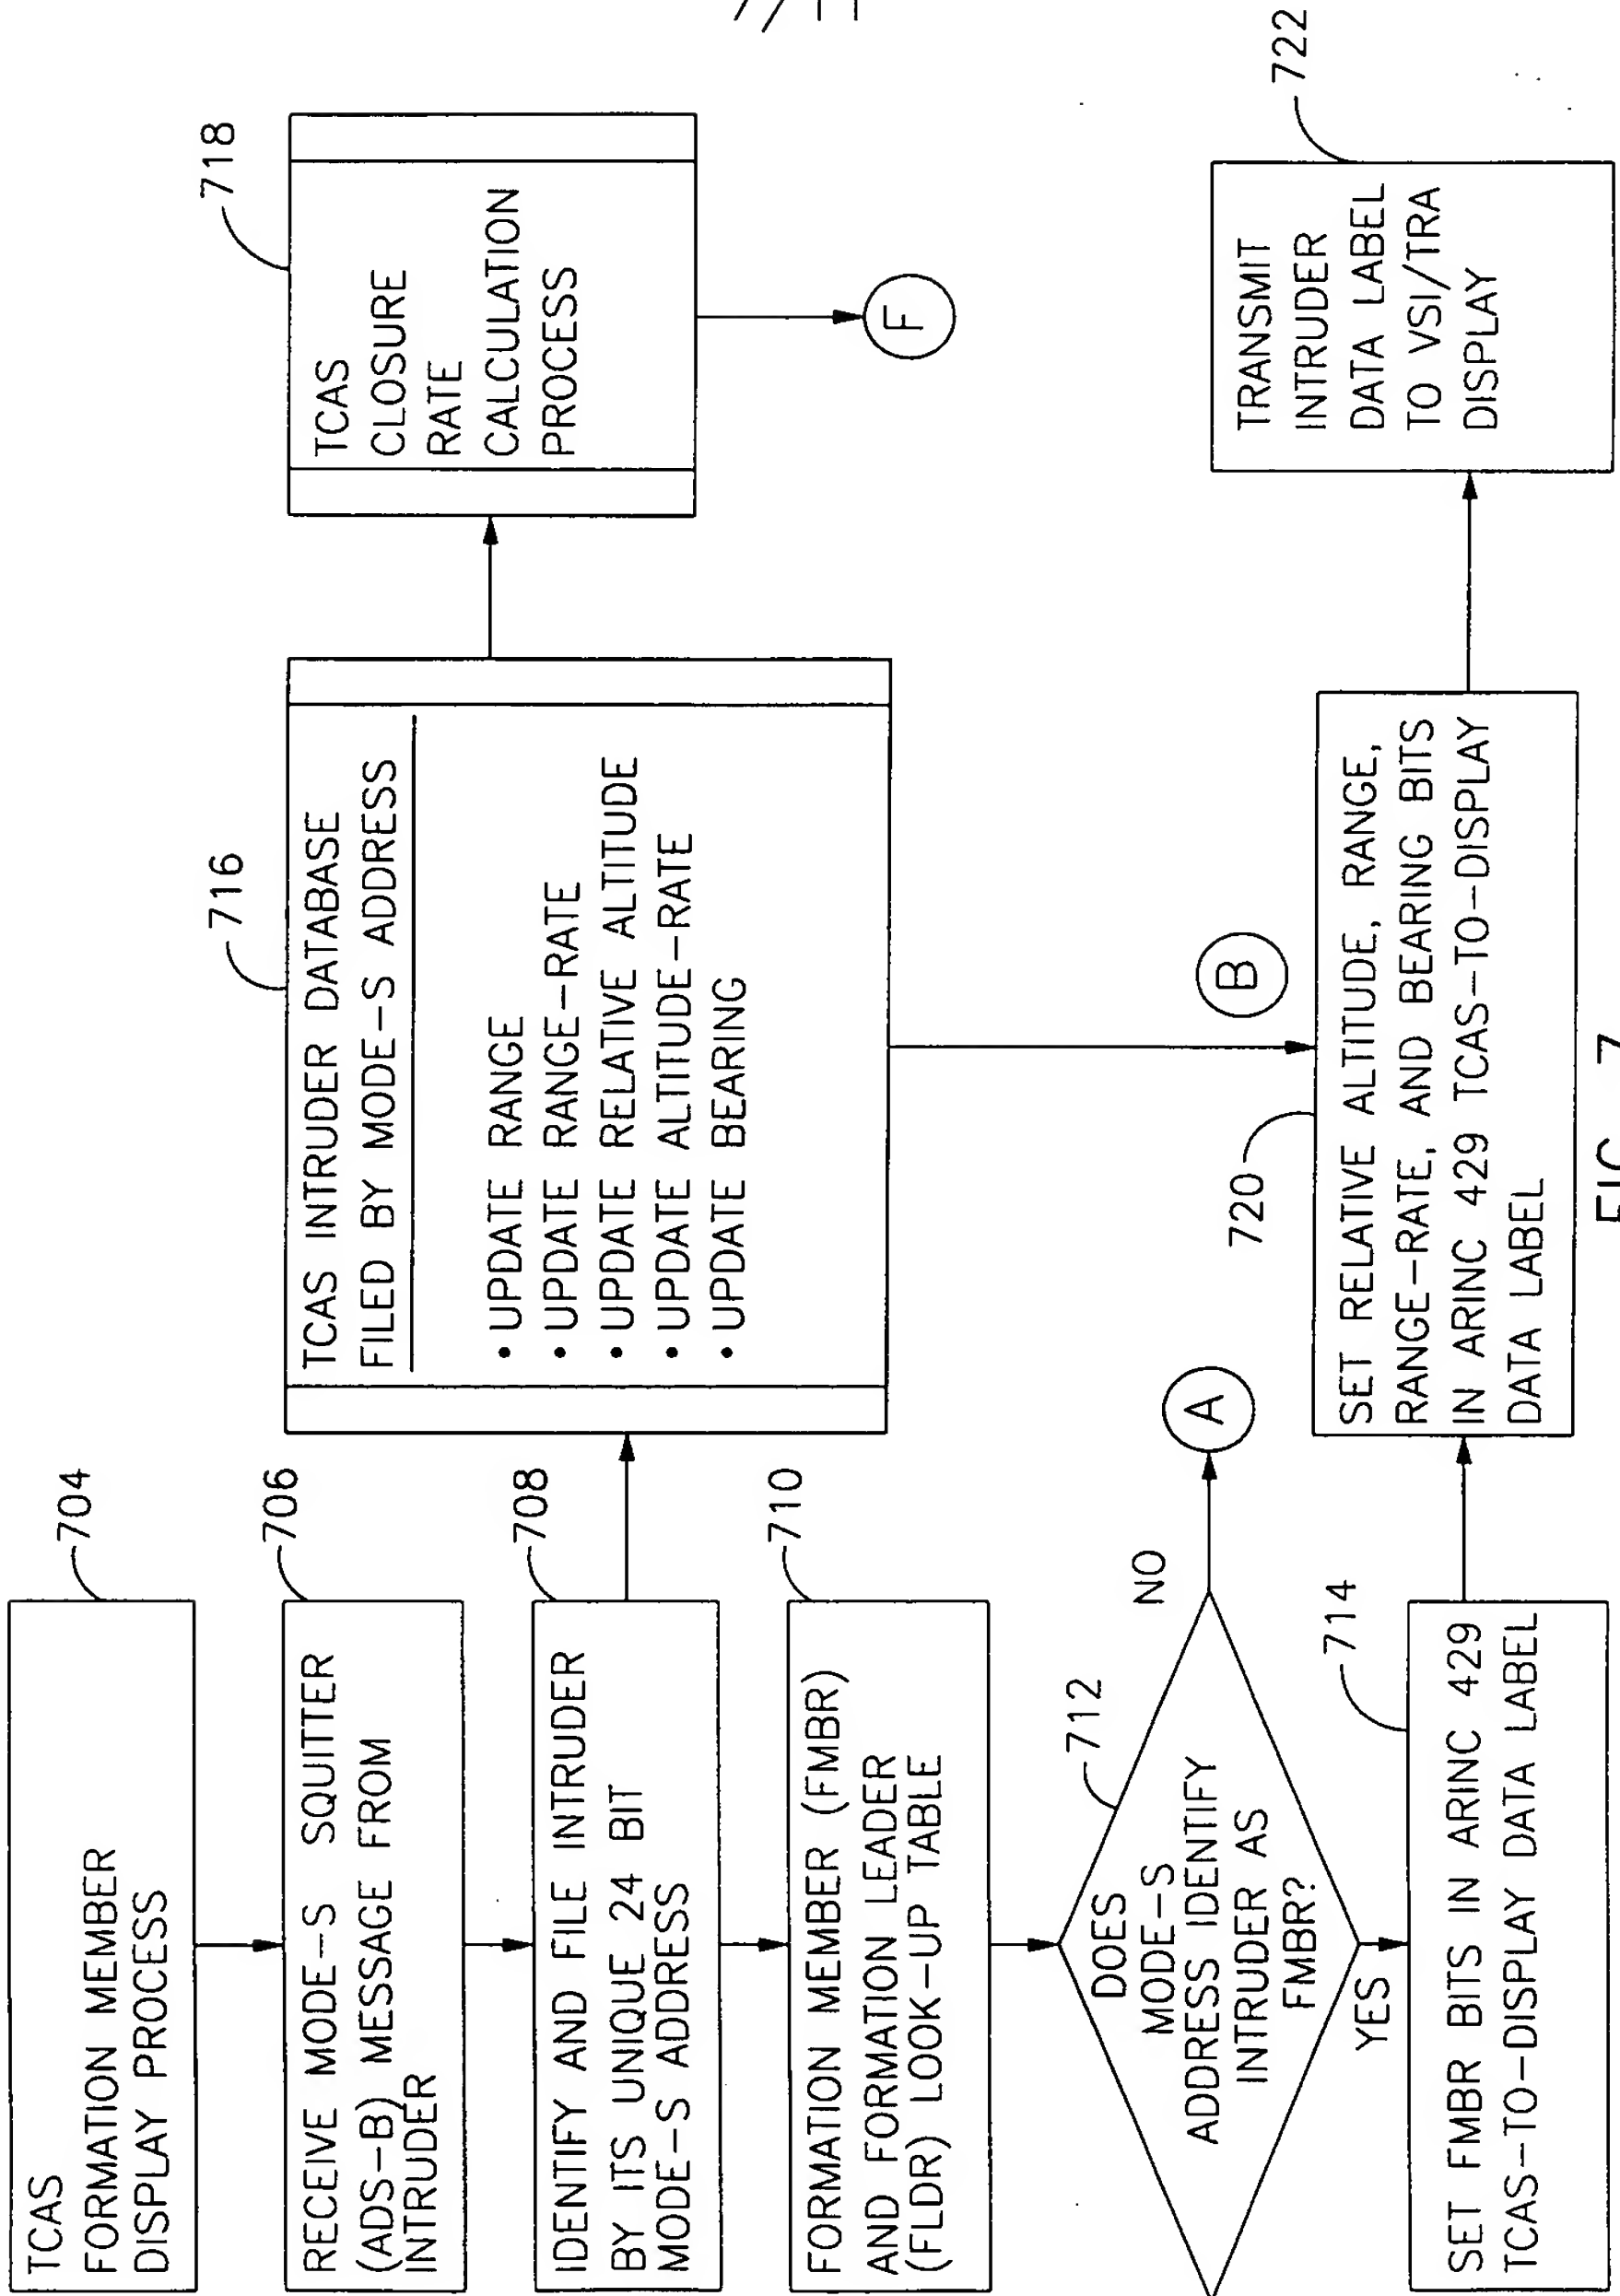 7/11
704
TCAS
FORMATION MEMBER
DISPLAY PROCESS
706
RECEIVE MODE-S SQUITTER
(ADS-B) MESSAGE FROM
INTRUDER
708
IDENTIFY AND FILE INTRUDER
BY ITS UNIQUE 24 BIT
MODE-S ADDRESS
710
FORMATION MEMBER (FMBR)
AND FORMATION LEADER
(FLDR) LOOK-UP TABLE
712
DOES
MODE-S
ADDRESS IDENTIFY
INTRUDER AS
FMBR?
NO
A
YES
714
SET FMBR BITS IN ARINC 429
TCAS-TO-DISPLAY DATA LABEL
716
TCAS INTRUDER DATABASE
FILED BY MODE-S ADDRESS
• UPDATE RANGE
• UPDATE RANGE-RATE
• UPDATE RELATIVE ALTITUDE
• UPDATE ALTITUDE-RATE
• UPDATE BEARING
718
TCAS
CLOSURE
RATE
CALCULATION
PROCESS
F
B
720
SET RELATIVE ALTITUDE, RANGE,
RANGE-RATE, AND BEARING BITS
IN ARINC 429 TCAS-TO-DISPLAY
DATA LABEL
722
TRANSMIT
INTRUDER
DATA LABEL
TO VSI/TRA
DISPLAY
FIG. 7